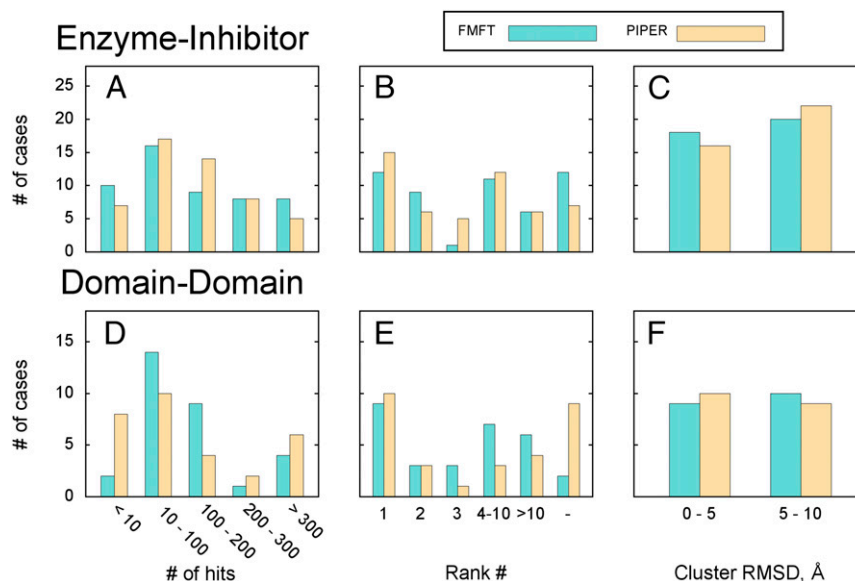 Enzyme-Inhibitor
FMFT PIPER
A B C
# of cases
25
20
15
10
5
0
Domain-Domain
D E F
# of cases
15
10
5
0
< 10 10 - 100 100 - 200 200 - 300 > 300
1 2 3 4-10 >10 -
0 - 5 5 - 10
# of hits Rank # Cluster RMSD, Å